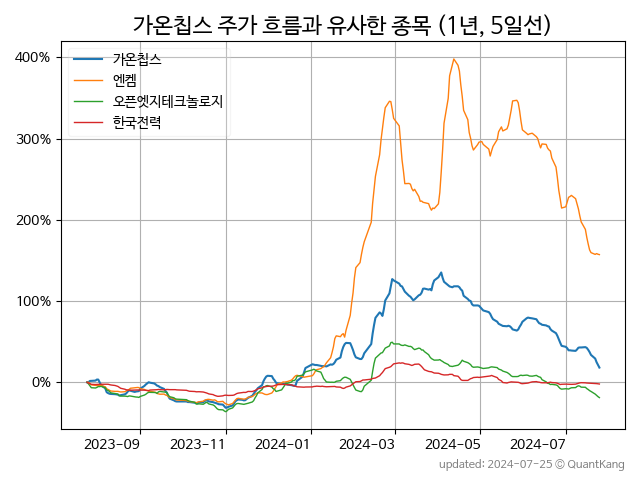 가온칩스 주가 흐름과 유사한 종목 (1년, 5일선)
400%
300%
200%
100%
0%
가온칩스
엔켐
오픈엣지테크놀로지
한국전력
2023-09 2023-11 2024-01 2024-03 2024-05 2024-07
updated: 2024-07-25 © QuantKang